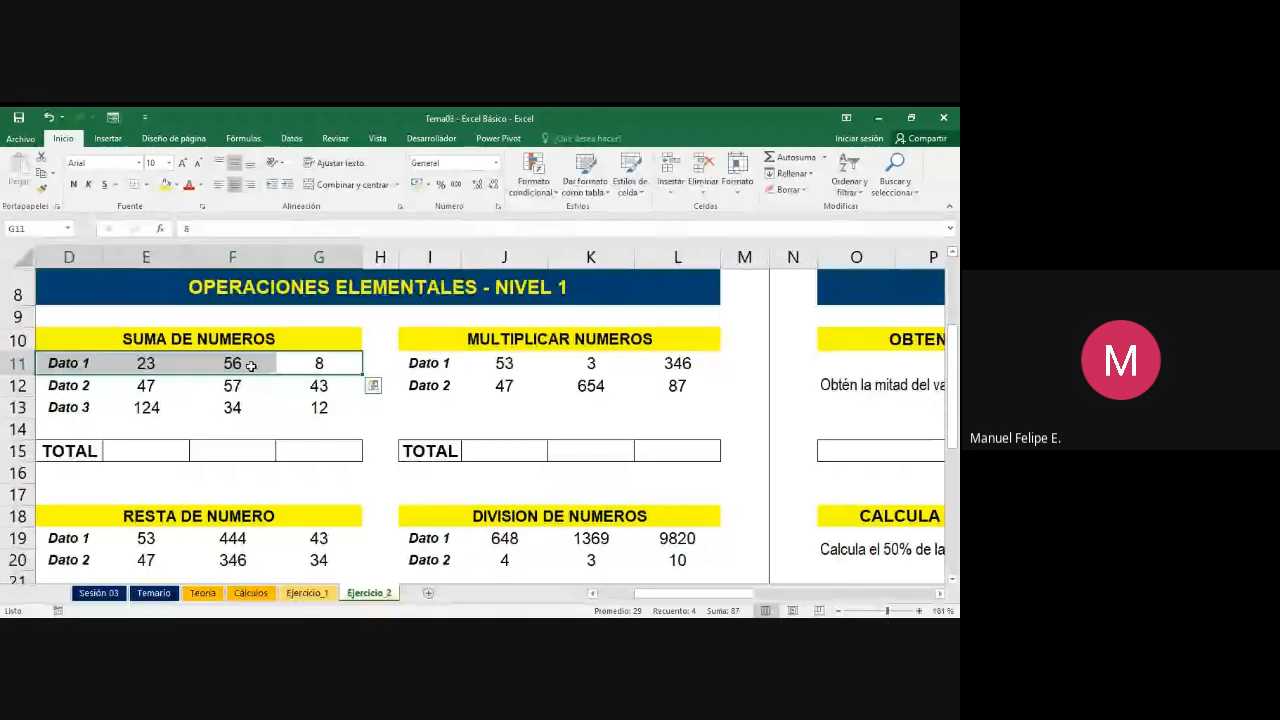 Tema03 - Excel Básico - Excel
Archivo Inicio Insertar Diseño de página Fórmulas Datos Revisar Vista Desarrollador Power Pivot ¿Qué desea hacer? Iniciar sesión Compartir
Pegar Arial 10 Ajustar texto General Formato condicional Dar formato como tabla Estilos de celda Insertar Eliminar Formato Autosuma Rellenar Borrar Ordenar y filtrar Buscar y seleccionar
N K S Combinar y centrar % 000
Portapapeles Fuente Alineación Número Estilos Celdas Modificar
G11 fx 8
D E F G H I J K L M N O P
8 OPERACIONES ELEMENTALES - NIVEL 1
9
10 SUMA DE NUMEROS MULTIPLICAR NUMEROS OBTEN
11 Dato 1 23 56 8 Dato 1 53 3 346
12 Dato 2 47 57 43 Dato 2 47 654 87 Obtén la mitad del va
13 Dato 3 124 34 12
14
15 TOTAL TOTAL
16
17
18 RESTA DE NUMERO DIVISION DE NUMEROS CALCULA
19 Dato 1 53 444 43 Dato 1 648 1369 9820 Calcula el 50% de la
20 Dato 2 47 346 34 Dato 2 4 3 10
21
Sesión 03 Temario Teoría Cálculos Ejercicio_1 Ejercicio_2
Listo Promedio: 29 Recuento: 4 Suma: 87 181 %
M
Manuel Felipe E.